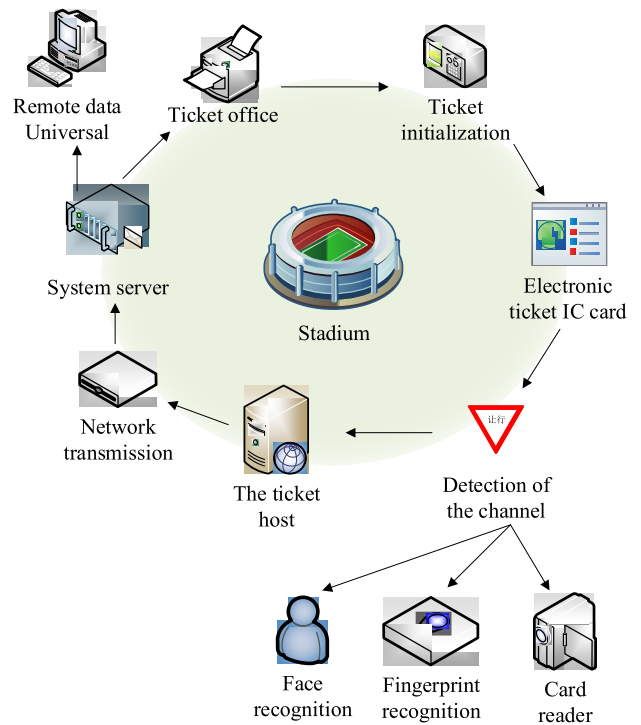 Remote data
Universal
Ticket office
Ticket
initialization
System server
Electronic
ticket IC card
Stadium
Network
transmission
让行
The ticket
host
Detection of
the channel
Face
recognition
Fingerprint
recognition
Card
reader